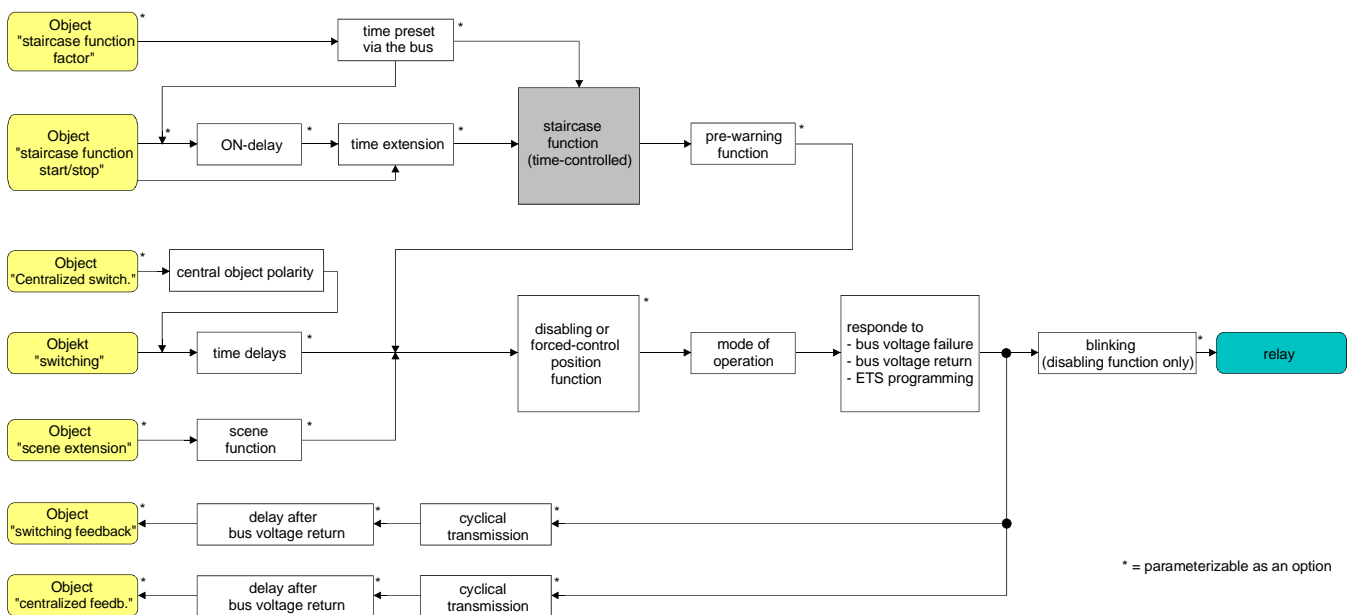 Object
"staircase function
factor"
*
time preset
via the bus
*
Object
"staircase function
start/stop"
*
ON-delay
*
time extension
*
staircase
function
(time-controlled)
pre-warning
function
*
Object
"Centralized switch."
*
central object polarity
Objekt
"switching"
time delays
*
disabling or
forced-control
position
function
*
mode of
operation
responde to
- bus voltage failure
- bus voltage return
- ETS programming
blinking
(disabling function only)
*
relay
Object
"scene extension"
*
scene
function
*
Object
"switching feedback"
*
delay after
bus voltage return
*
cyclical
transmission
*
Object
"centralized feedb."
*
delay after
bus voltage return
*
cyclical
transmission
*
* = parameterizable as an option